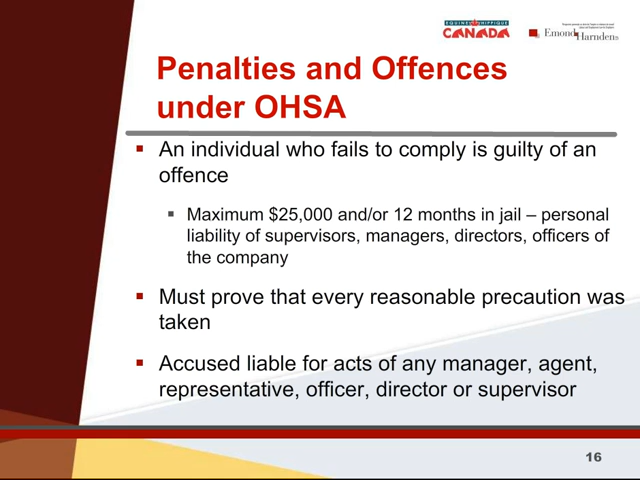 EQUINE HIPPIQUE
CANADA
Emond
Harnden
Penalties and Offences
under OHSA
An individual who fails to comply is guilty of an
offence
Maximum $25,000 and/or 12 months in jail – personal
liability of supervisors, managers, directors, officers of
the company
Must prove that every reasonable precaution was
taken
Accused liable for acts of any manager, agent,
representative, officer, director or supervisor
16